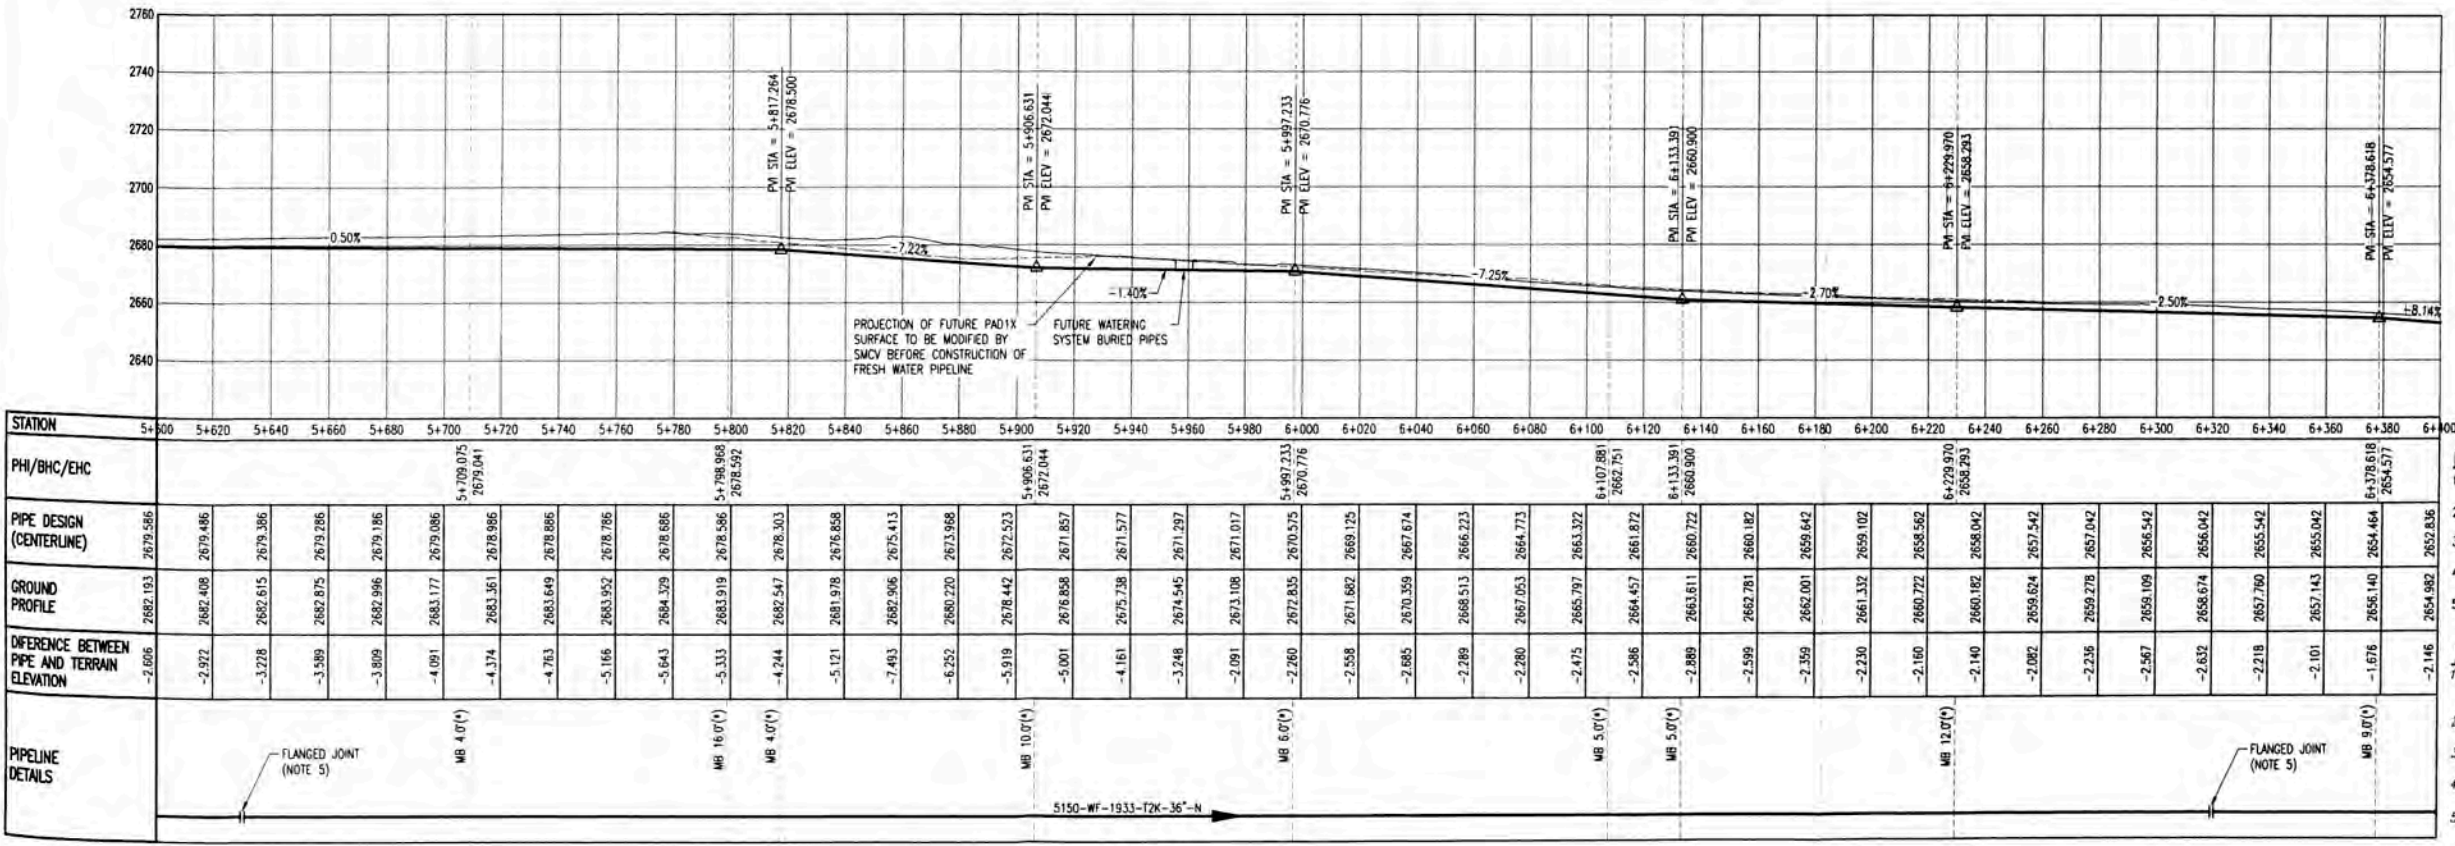 2760
2740
2720
2700
2680
2660
2640
PVI STA = 5+817.264
PVI ELEV = 2678.500
PVI STA = 5+906.631
PVI ELEV = 2672.044
PVI STA = 5+997.233
PVI ELEV = 2670.776
PVI STA = 6+133.391
PVI ELEV = 2660.900
PVI STA = 6+229.970
PVI ELEV = 2658.293
PVI STA = 6+378.618
PVI ELEV = 2654.577
-0.50%
-7.22%
-1.40%
-7.25%
-2.70%
-2.50%
-8.14%
PROJECTION OF FUTURE PAD1X
SURFACE TO BE MODIFIED BY
SMCV BEFORE CONSTRUCTION OF
FRESH WATER PIPELINE
FUTURE WATERING
SYSTEM BURIED PIPES
STATION 5+600 5+620 5+640 5+660 5+680 5+700 5+720 5+740 5+760 5+780 5+800 5+820 5+840 5+860 5+880 5+900 5+920 5+940 5+960 5+980 6+000 6+020 6+040 6+060 6+080 6+100 6+120 6+140 6+160 6+180 6+200 6+220 6+240 6+260 6+280 6+300 6+320 6+340 6+360 6+380 6+400
PHI/BHC/EHC
5+709.075
2679.041
5+798.968
2678.592
5+906.631
2672.044
5+997.233
2670.776
6+107.881
2662.751
6+133.391
2660.900
6+229.970
2658.293
6+378.618
2654.577
PIPE DESIGN
(CENTERLINE)
2679.586 2679.486 2679.386 2679.286 2679.186 2679.086 2678.986 2678.886 2678.786 2678.686 2678.586 2678.303 2676.858 2675.413 2673.968 2672.523 2671.857 2671.577 2671.297 2671.017 2670.575 2669.125 2667.674 2666.223 2664.773 2663.322 2661.872 2660.722 2660.182 2659.642 2659.102 2658.562 2658.042 2657.542 2657.042 2656.542 2656.042 2655.542 2655.042 2654.464 2652.836
GROUND
PROFILE
2682.193 2682.408 2682.615 2682.875 2682.996 2683.177 2683.361 2683.649 2683.952 2684.329 2683.919 2682.547 2681.978 2682.906 2680.220 2678.442 2676.858 2675.738 2674.545 2673.108 2672.835 2671.682 2670.359 2668.513 2667.053 2665.797 2664.457 2663.611 2662.781 2662.001 2661.332 2660.722 2660.182 2659.624 2659.278 2659.109 2658.674 2657.760 2657.143 2656.140 2654.982
DIFERENCE BETWEEN
PIPE AND TERRAIN
ELEVATION
-2.606 -2.922 -3.228 -3.589 -3.809 -4.091 -4.374 -4.763 -5.166 -5.643 -5.333 -4.244 -5.121 -7.493 -6.252 -5.919 -5.001 -4.161 -3.248 -2.091 -2.260 -2.558 -2.685 -2.289 -2.280 -2.475 -2.586 -2.889 -2.599 -2.359 -2.230 -2.160 -2.140 -2.082 -2.236 -2.567 -2.632 -2.218 -2.101 -1.676 -2.146
PIPELINE
DETAILS
FLANGED JOINT
(NOTE 5)
MB 4.0'(*)
MB 16.0'(*)
MB 4.0'(*)
MB 10.0'(*)
MB 6.0'(*)
MB 5.0'(*)
MB 5.0'(*)
MB 12.0'(*)
MB 9.0'(*)
FLANGED JOINT
(NOTE 5)
5150-WF-1933-T2K-36"-N